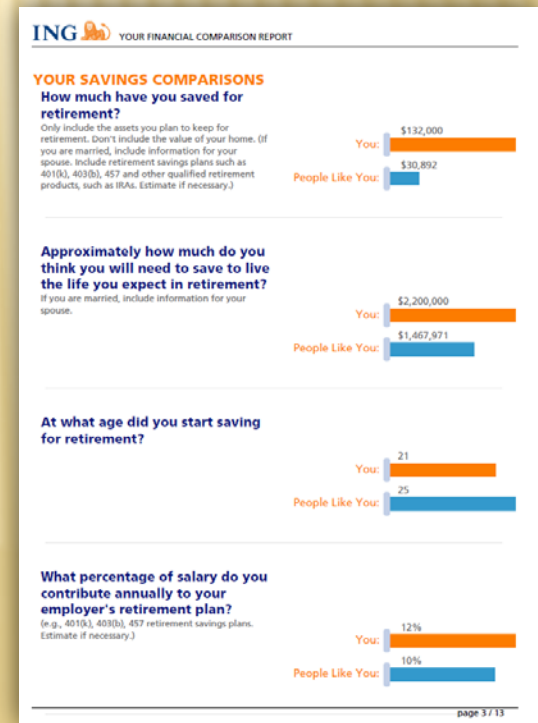 ING YOUR FINANCIAL COMPARISON REPORT
YOUR SAVINGS COMPARISONS
How much have you saved for
retirement?
Only include the assets you plan to keep for
retirement. Don't include the value of your home. (If
you are married, include information for your
spouse. Include retirement savings plans such as
401(k), 403(b), 457 and other qualified retirement
products, such as IRAs. Estimate if necessary.)
$132,000
You:
$30,892
People Like You:
Approximately how much do you
think you will need to save to live
the life you expect in retirement?
If you are married, include information for your
spouse.
$2,200,000
You:
$1,467,971
People Like You:
At what age did you start saving
for retirement?
21
You:
25
People Like You:
What percentage of salary do you
contribute annually to your
employer's retirement plan?
(e.g., 401(k), 403(b), 457 retirement savings plans.
Estimate if necessary.)
12%
You:
10%
People Like You:
page 3 / 13